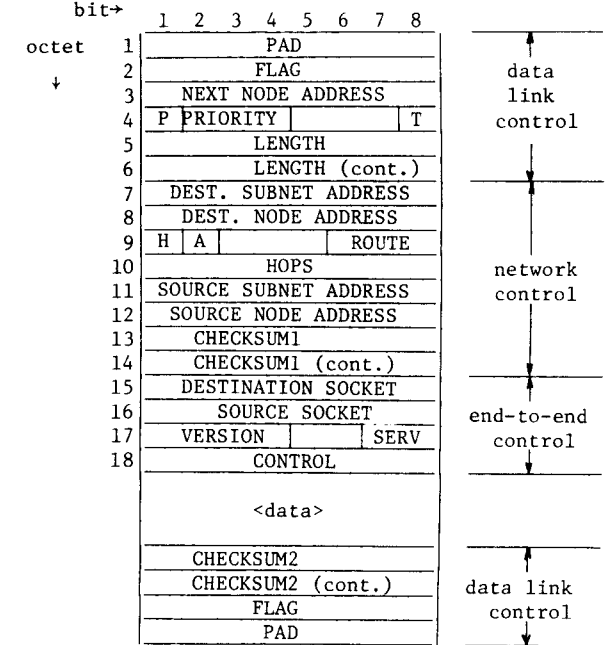 bit→ 1 2 3 4 5 6 7 8
octet 1 PAD
↓ 2 FLAG data
3 NEXT NODE ADDRESS link
4 P PRIORITY T control
5 LENGTH
6 LENGTH (cont.)
7 DEST. SUBNET ADDRESS
8 DEST. NODE ADDRESS
9 H A ROUTE
10 HOPS network
11 SOURCE SUBNET ADDRESS control
12 SOURCE NODE ADDRESS
13 CHECKSUM1
14 CHECKSUM1 (cont.)
15 DESTINATION SOCKET
16 SOURCE SOCKET end-to-end
17 VERSION SERV control
18 CONTROL
<data>
CHECKSUM2
CHECKSUM2 (cont.) data link
FLAG control
PAD